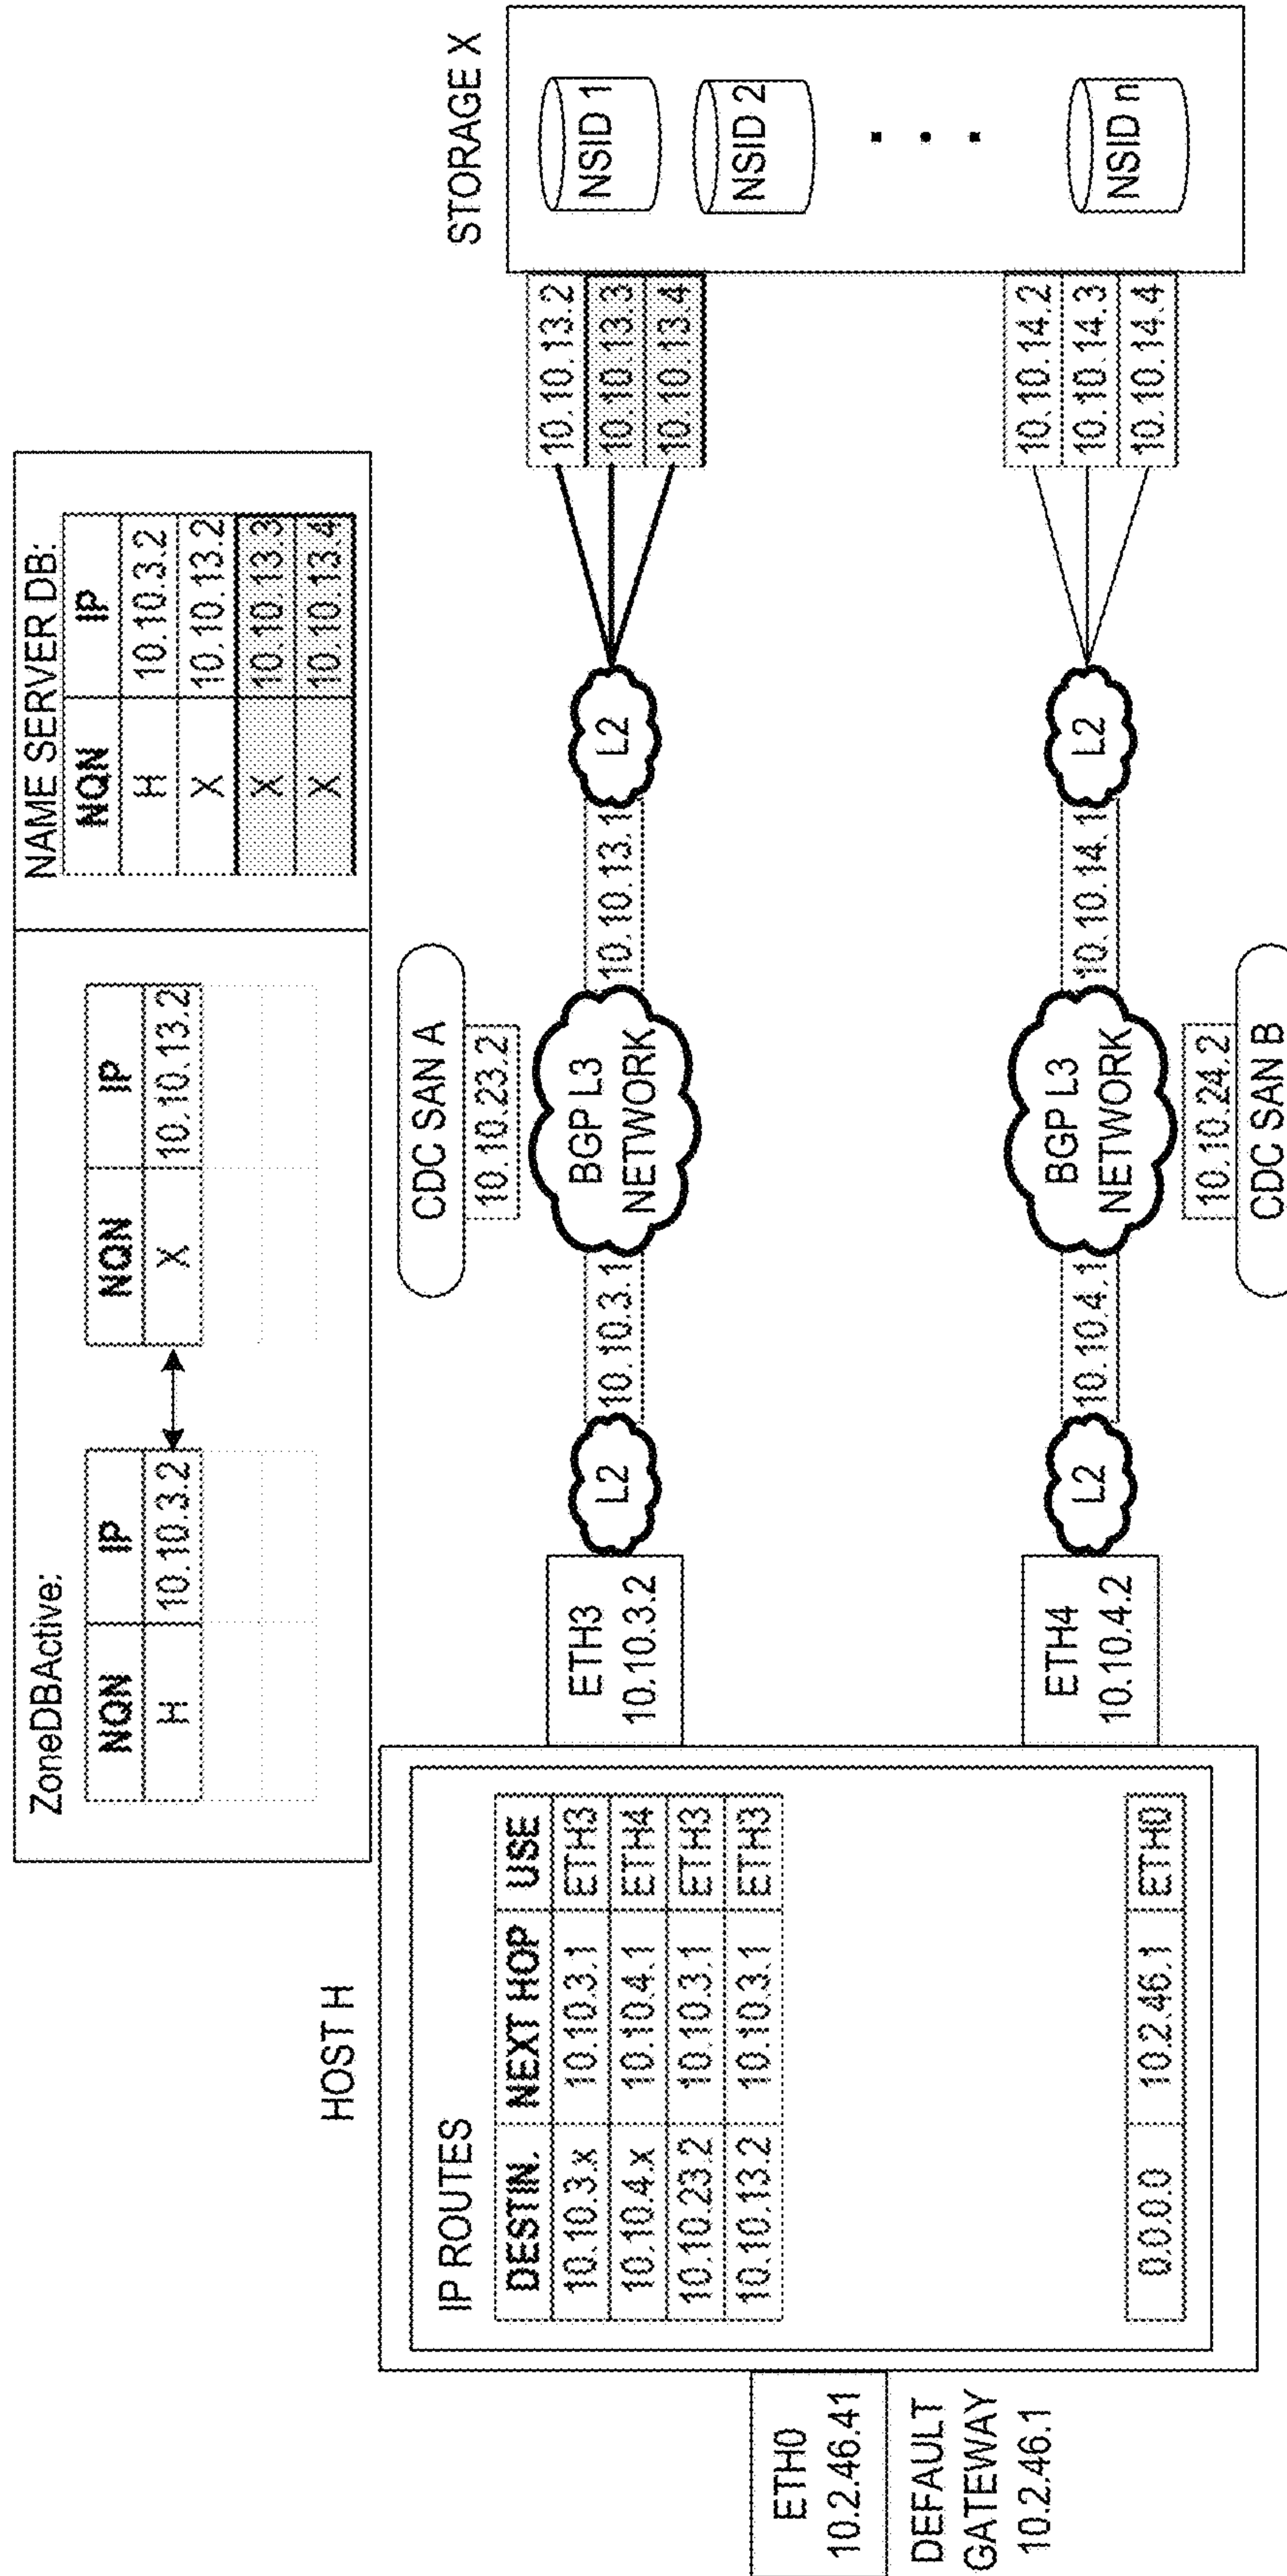 ZoneDBActive:
NQN IP
H 10.10.3.2
NQN IP
X 10.10.13.2
NAME SERVER DB:
NQN IP
H 10.10.3.2
X 10.10.13.2
X 10.10.13.3
X 10.10.13.4
HOST H
IP ROUTES
DESTIN. NEXT HOP USE
10.10.3.x 10.10.3.1 ETH3
10.10.4.x 10.10.4.1 ETH4
10.10.23.2 10.10.3.1 ETH3
10.10.13.2 10.10.3.1 ETH3
0.0.0.0 10.2.46.1 ETH0
ETH0
10.2.46.41
DEFAULT
GATEWAY
10.2.46.1
ETH3
10.10.3.2
L2
10.10.3.1
CDC SAN A
10.10.23.2
BGP L3
NETWORK
10.10.13.1
L2
10.10.13.2
10.10.13.3
10.10.13.4
ETH4
10.10.4.2
L2
10.10.4.1
BGP L3
NETWORK
10.10.24.2
CDC SAN B
10.10.14.1
L2
10.10.14.2
10.10.14.3
10.10.14.4
STORAGE X
NSID 1
NSID 2
NSID n